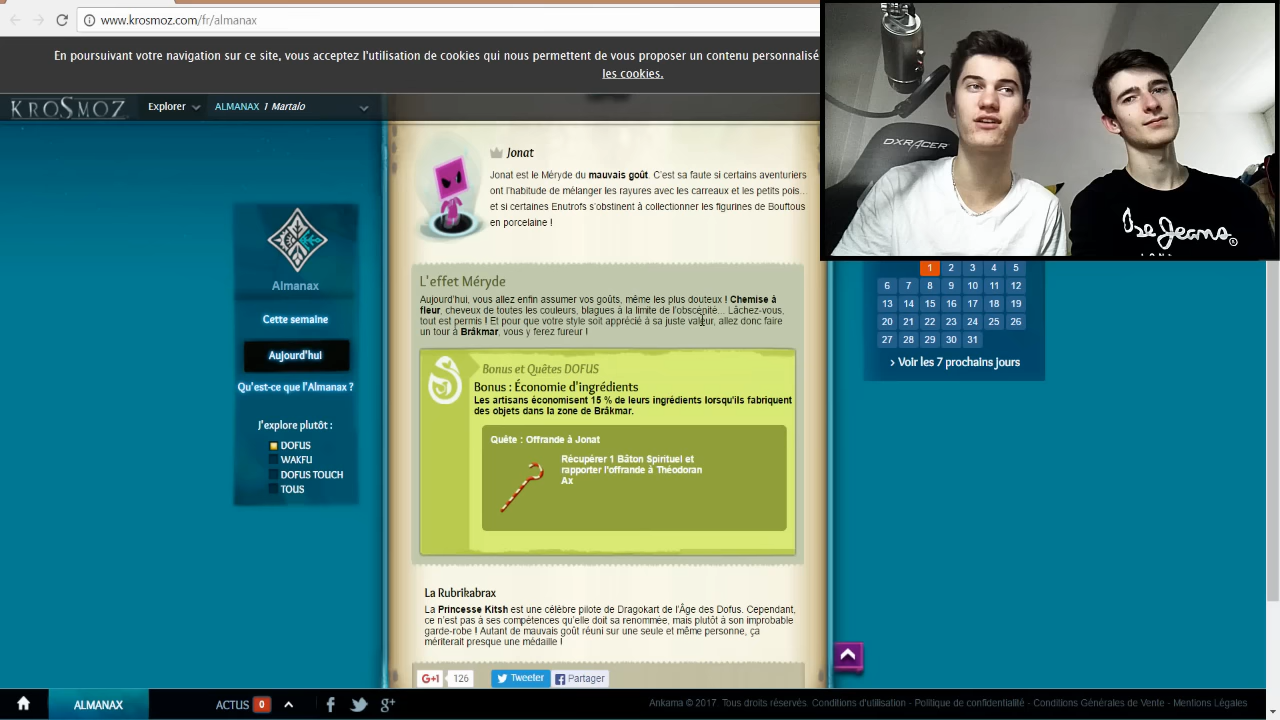 www.krosmoz.com/fr/almanax
En poursuivant votre navigation sur ce site, vous acceptez l'utilisation de cookies qui nous permettent de vous proposer un contenu personnalisé
les cookies.
KROSMOZ
Explorer
ALMANAX 1 Martalo
Jonat
Jonat est le Méryde du mauvais goût. C'est sa faute si certains aventuriers
ont l'habitude de mélanger les rayures avec les carreaux et les petits pois...
et si certaines Enutrofs s'obstinent à collectionner les figurines de Bouftous
en porcelaine !
DXRACER
Ose Jeans
Almanax
Cette semaine
Aujourd'hui
Qu'est-ce que l'Almanax ?
J'explore plutôt :
DOFUS
WAKFU
DOFUS TOUCH
TOUS
L'effet Méryde
Aujourd'hui, vous allez enfin assumer vos goûts, même les plus douteux ! Chemise à
fleur, cheveux de toutes les couleurs, blagues à la limite de l'obscénité... Lâchez-vous,
tout est permis ! Et pour que votre style soit apprécié à sa juste valeur, allez donc faire
un tour à Brâkmar, vous y ferez fureur !
Bonus et Quêtes DOFUS
Bonus : Économie d'ingrédients
Les artisans économisent 15 % de leurs ingrédients lorsqu'ils fabriquent
des objets dans la zone de Brâkmar.
Quête : Offrande à Jonat
Récupérer 1 Bâton Spirituel et
rapporter l'offrande à Théodoran
Ax
La Rubrikabrax
La Princesse Kitsh est une célèbre pilote de Dragokart de l'Âge des Dofus. Cependant,
ce n'est pas à ses compétences qu'elle doit sa renommée, mais plutôt à son improbable
garde-robe ! Autant de mauvais goût réuni sur une seule et même personne, ça
mériterait presque une médaille !
G+1 126 Tweeter Partager
1 2 3 4 5
6 7 8 9 10 11 12
13 14 15 16 17 18 19
20 21 22 23 24 25 26
27 28 29 30 31
› Voir les 7 prochains jours
ALMANAX
ACTUS 0
Ankama © 2017 Tous droits réservés. Conditions d'utilisation - Politique de confidentialité - Conditions Générales de Vente - Mentions Légales